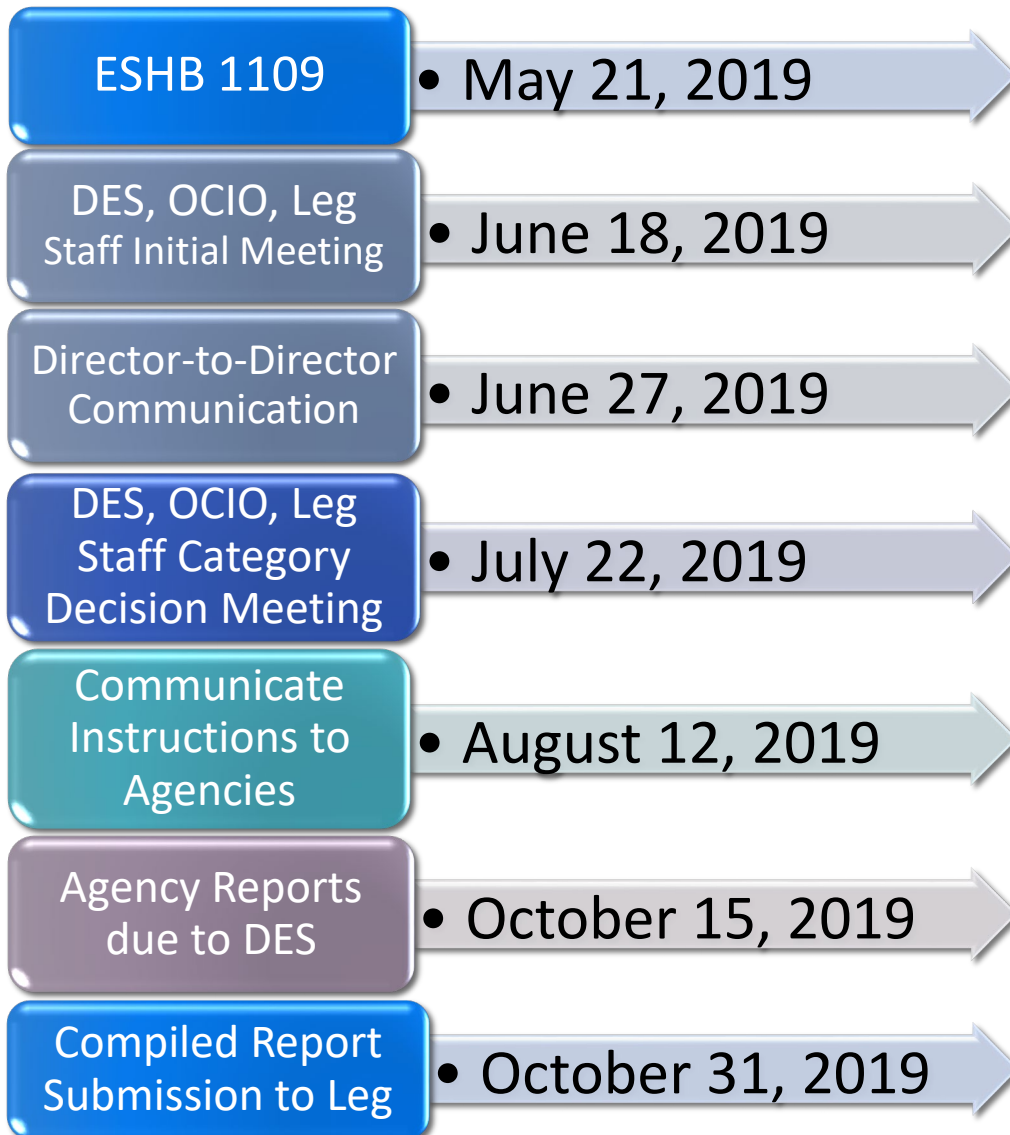 ESHB 1109
• May 21, 2019
DES, OCIO, Leg
Staff Initial Meeting
• June 18, 2019
Director-to-Director
Communication
• June 27, 2019
DES, OCIO, Leg
Staff Category
Decision Meeting
• July 22, 2019
Communicate
Instructions to
Agencies
• August 12, 2019
Agency Reports
due to DES
• October 15, 2019
Compiled Report
Submission to Leg
• October 31, 2019